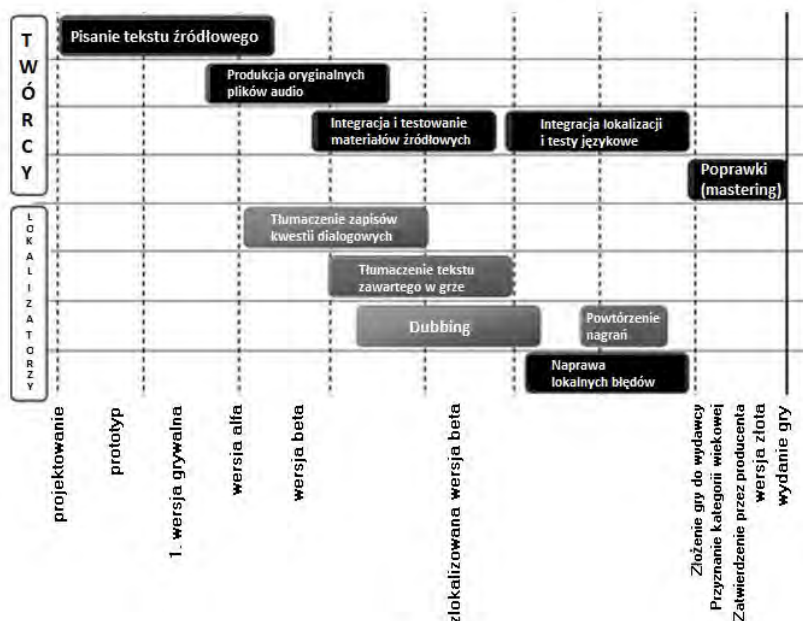 TWÓRCY
Pisanie tekstu źródłowego
Produkcja oryginalnych
plików audio
Integracja i testowanie
materiałów źródłowych
Integracja lokalizacji
i testy językowe
Poprawki
(mastering)
LOKALIZATORZY
Tłumaczenie zapisów
kwestii dialogowych
Tłumaczenie tekstu
zawartego w grze
Dubbing
Powtórzenie
nagrań
Naprawa
lokalnych błędów
projektowanie
prototyp
1. wersja grywalna
wersja alfa
wersja beta
zlokalizowana wersja beta
Złożenie gry do wydawcy
Przyznanie kategorii wiekowej
Zatwierdzenie przez producenta
wersja złota
wydanie gry